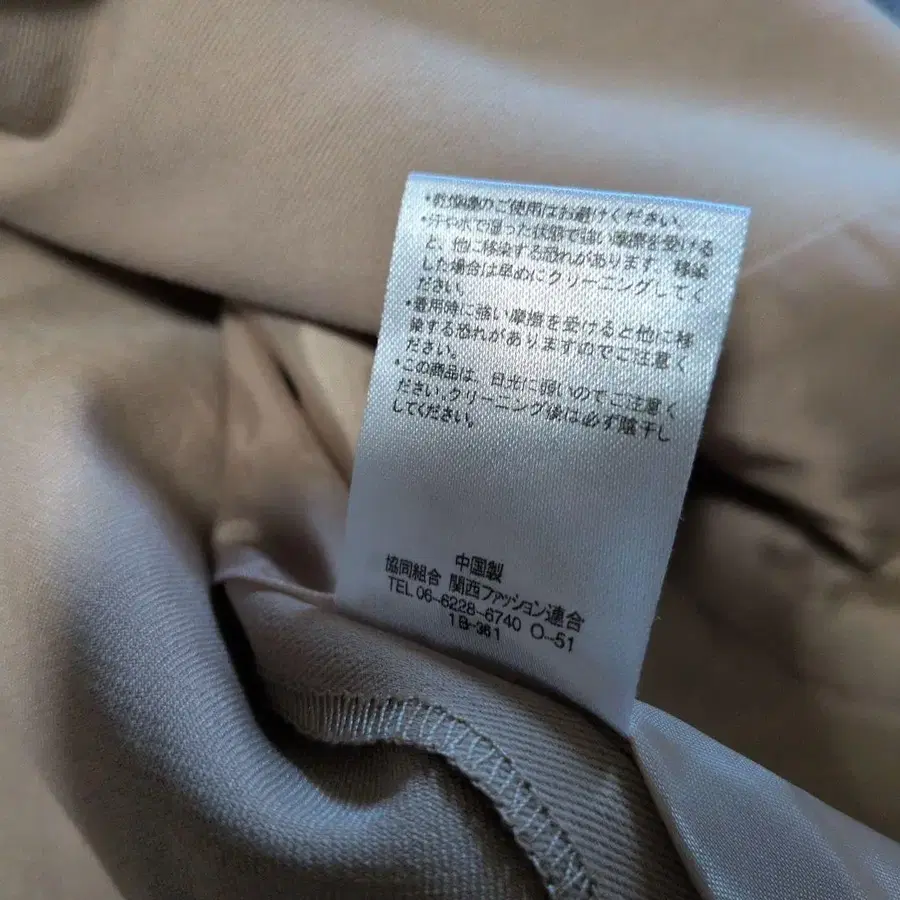 ・乾燥機のご使用はお避けください。
・汗や水で湿った状態で強い摩擦を受ける
と、他に移染する恐れがあります。移染
した場合は早めにクリーニングしてく
ださい。
・着用時に強い摩擦を受けると他に移
染する恐れがありますのでご注意く
ださい。
・この商品は、日光に弱いのでご注意く
ださい。クリーニング後は必ず陰干し
してください。
中国製
協同組合 関西ファッション連合
TEL 06-6228-6740 O-51
1B-361